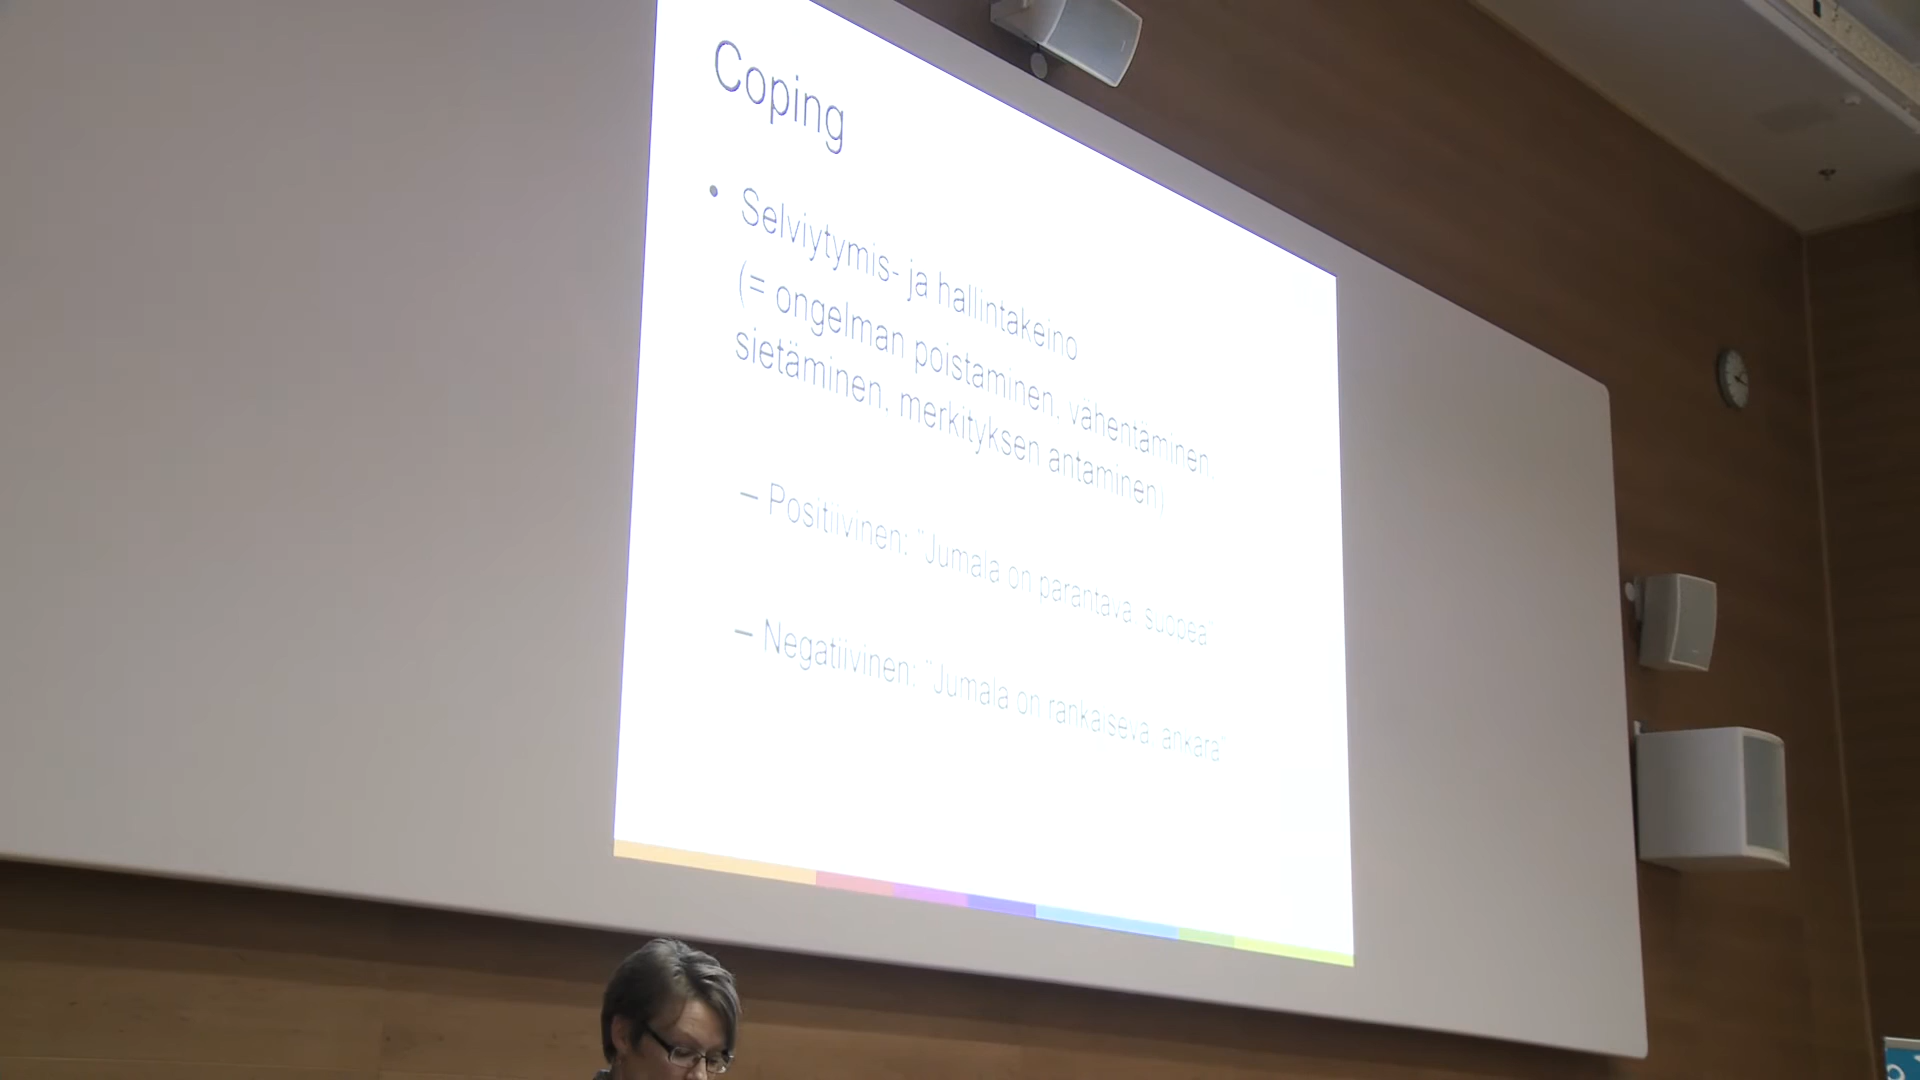 Coping
• Selviytymis- ja hallintakeino
(= ongelman poistaminen, vähentäminen,
sietäminen, merkityksen antaminen)
– Positiivinen: "Jumala on parantava, suopea"
– Negatiivinen: "Jumala on rankaiseva, ankara"